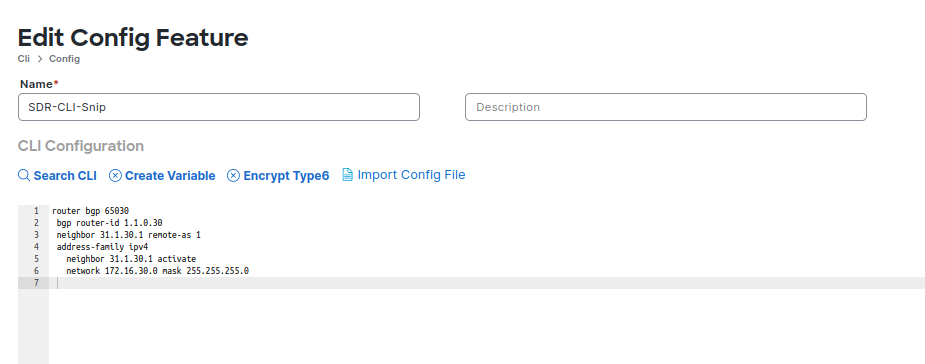 Edit Config Feature
Cli > Config
Name*
SDR-CLI-Snip
Description
CLI Configuration
Search CLI Create Variable Encrypt Type6 Import Config File
1 router bgp 65030
2 bgp router-id 1.1.0.30
3 neighbor 31.1.30.1 remote-as 1
4 address-family ipv4
5 neighbor 31.1.30.1 activate
6 network 172.16.30.0 mask 255.255.255.0
7